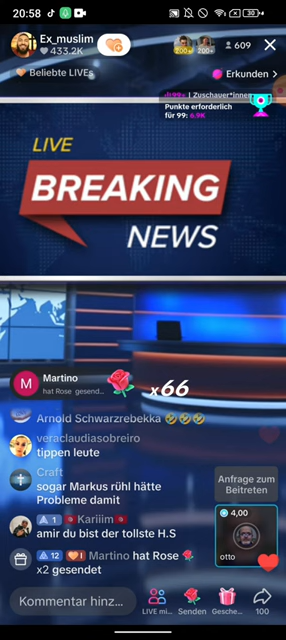 20:58
30
Ex_muslim
433.2K
200+
200+
609
Beliebte LIVEs
Erkunden >
Zuschauer*innen
Punkte erforderlich
für 99: 6.9K
LIVE
BREAKING
NEWS
M
Martino
hat Rose gesend...
x66
Arnold Schwarzrebekka 🤣🤣🤣
veraclaudiasobreiro
tippen leute
Craft
sogar Markus rühl hätte
Probleme damit
1 🇹🇳 Kariiim 🇹🇳
amir du bist der tollste H.S
12 I Martino hat Rose 🌹
x2 gesendet
Anfrage zum
Beitreten
4,00
otto
Kommentar hinz...
LIVE mi...
Senden
Gesche...
100